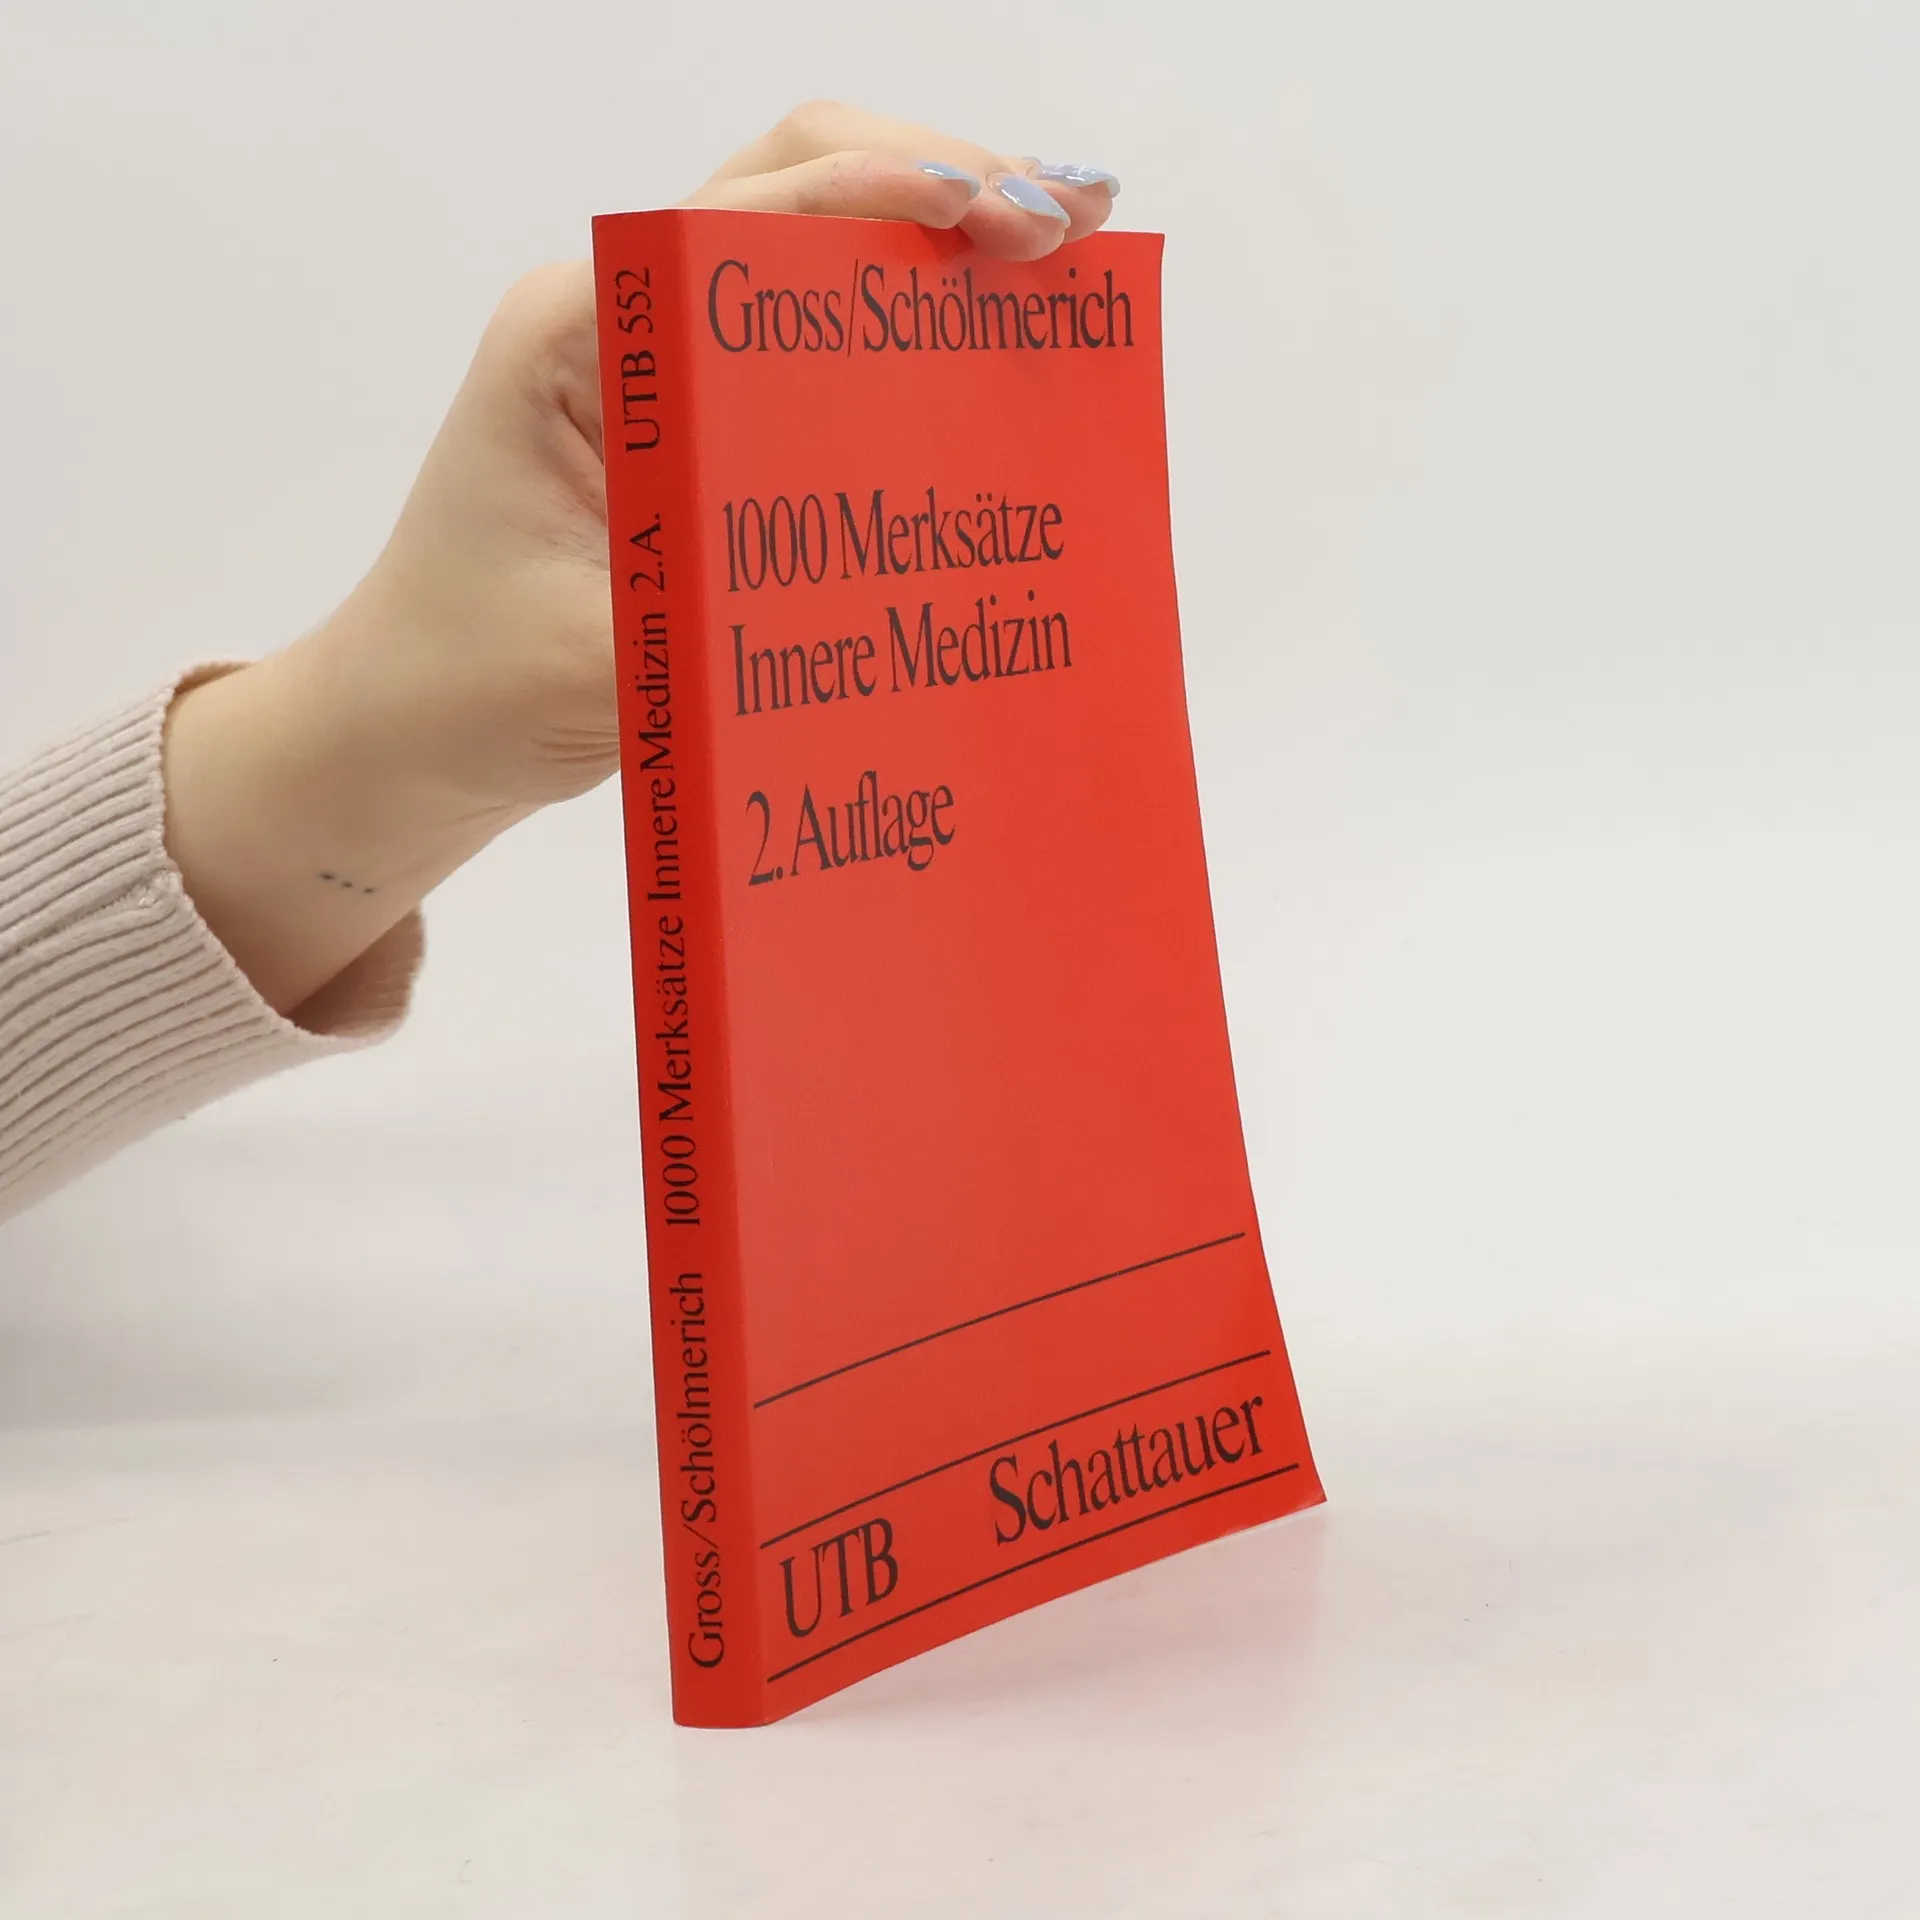 Gross/Schölmerich
1000 Merksätze
Innere Medizin
2. Auflage
UTB Schattauer
Gross/Schölmerich 1000 Merksätze Innere Medizin 2. A. UTB 552